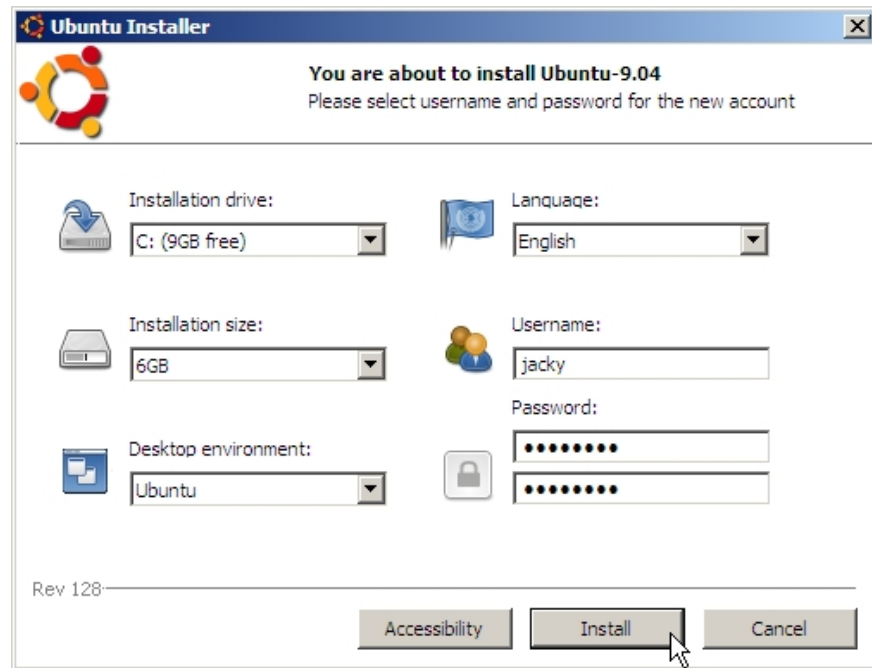 Ubuntu Installer
You are about to install Ubuntu-9.04
Please select username and password for the new account
Installation drive:
C: (9GB free)
Language:
English
Installation size:
6GB
Username:
jacky
Password:
••••••••
Desktop environment:
Ubuntu
••••••••
Rev 128
Accessibility
Install
Cancel